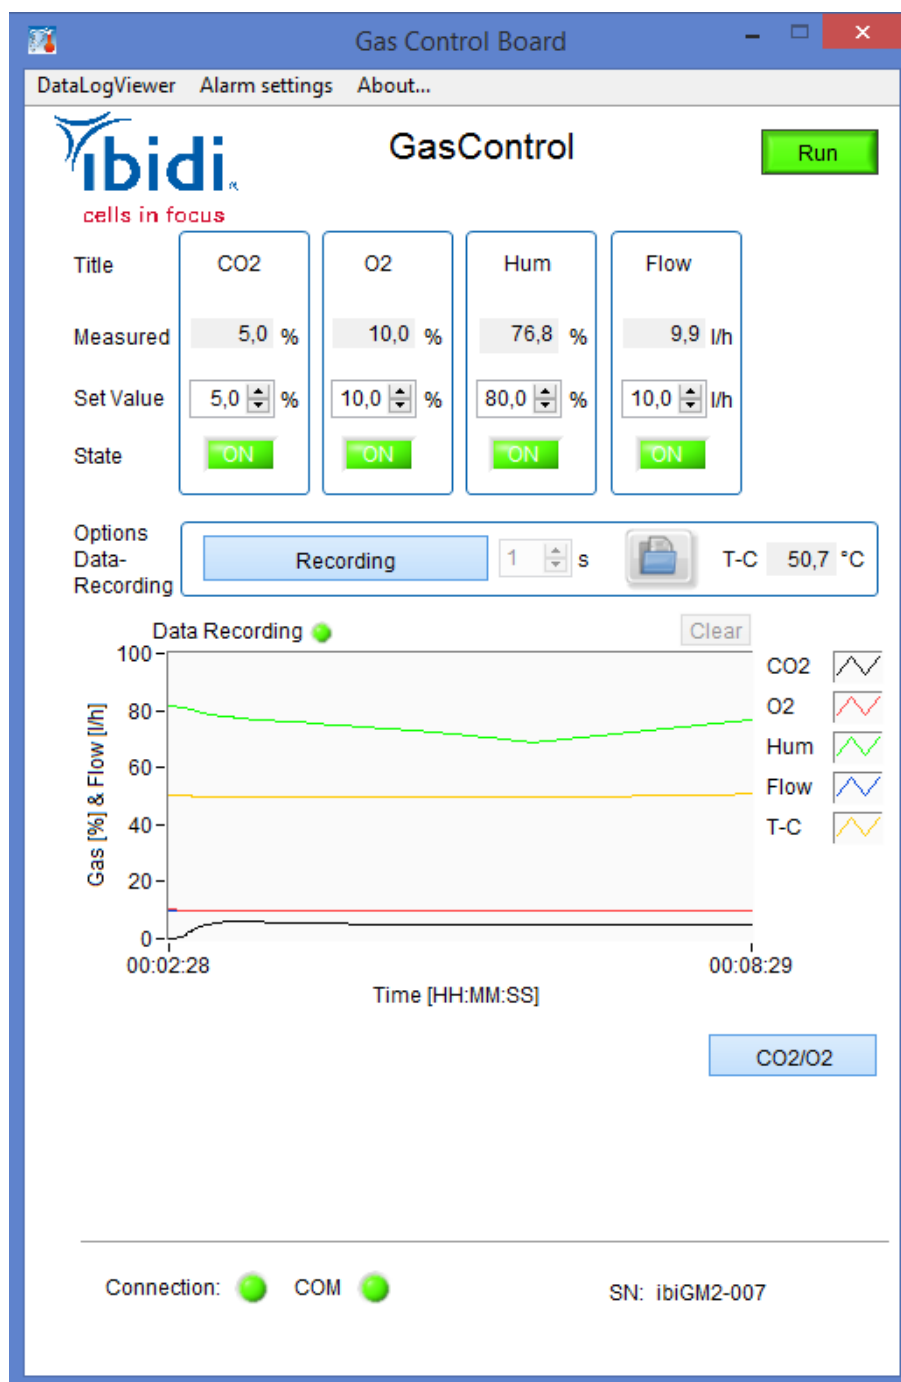 Gas Control Board
DataLogViewer Alarm settings About...
ibidi
cells in focus
GasControl
Run
Title CO2 O2 Hum Flow
Measured 5,0 % 10,0 % 76,8 % 9,9 l/h
Set Value 5,0 % 10,0 % 80,0 % 10,0 l/h
State ON ON ON ON
Options
Data-
Recording
Recording 1 s T-C 50,7 °C
Data Recording Clear
100
80
60
40
20
0
Gas [%] & Flow [l/h]
00:02:28 00:08:29
Time [HH:MM:SS]
CO2
O2
Hum
Flow
T-C
CO2/O2
Connection: COM SN: ibiGM2-007